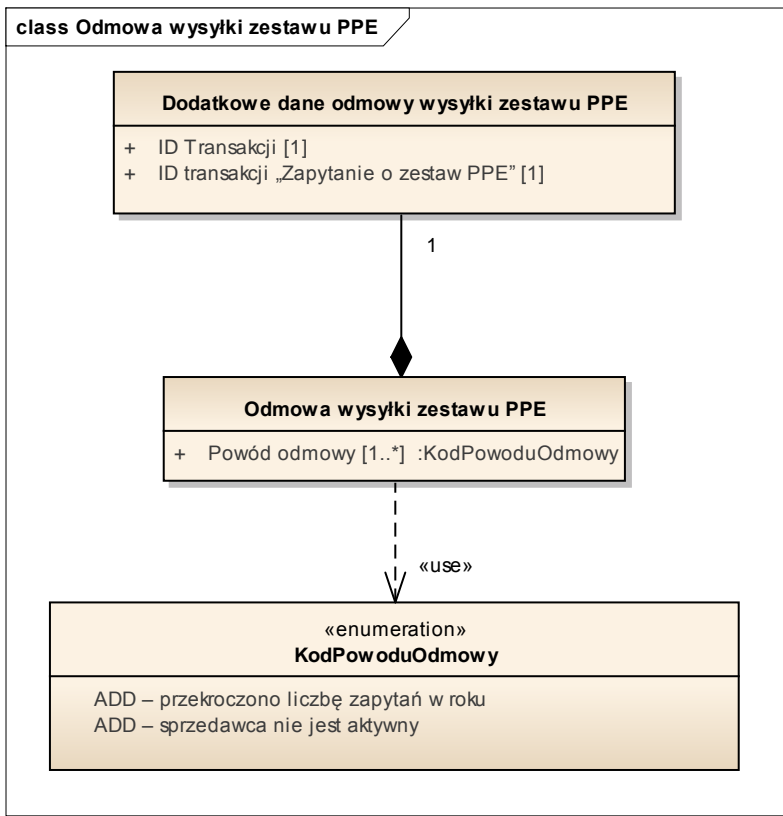 class Odmowa wysyłki zestawu PPE
Dodatkowe dane odmowy wysyłki zestawu PPE
+ ID Transakcji [1]
+ ID transakcji „Zapytanie o zestaw PPE” [1]
1
Odmowa wysyłki zestawu PPE
+ Powód odmowy [1..*] :KodPowoduOdmowy
«use»
«enumeration»
KodPowoduOdmowy
ADD – przekroczono liczbę zapytań w roku
ADD – sprzedawca nie jest aktywny